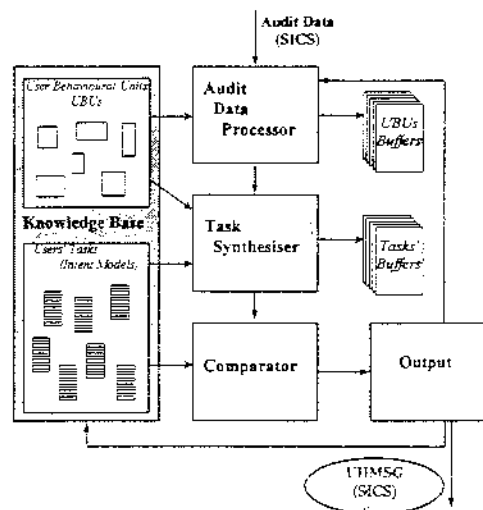 Audit Data
(SICS)
User Behavioural Units
UBUs
Audit
Data
Processor
UBUs
Buffers
Knowledge Base
Users' Tasks
(Intent Models)
Task
Synthesiser
Tasks'
Buffers
Comparator
Output
(SICS)